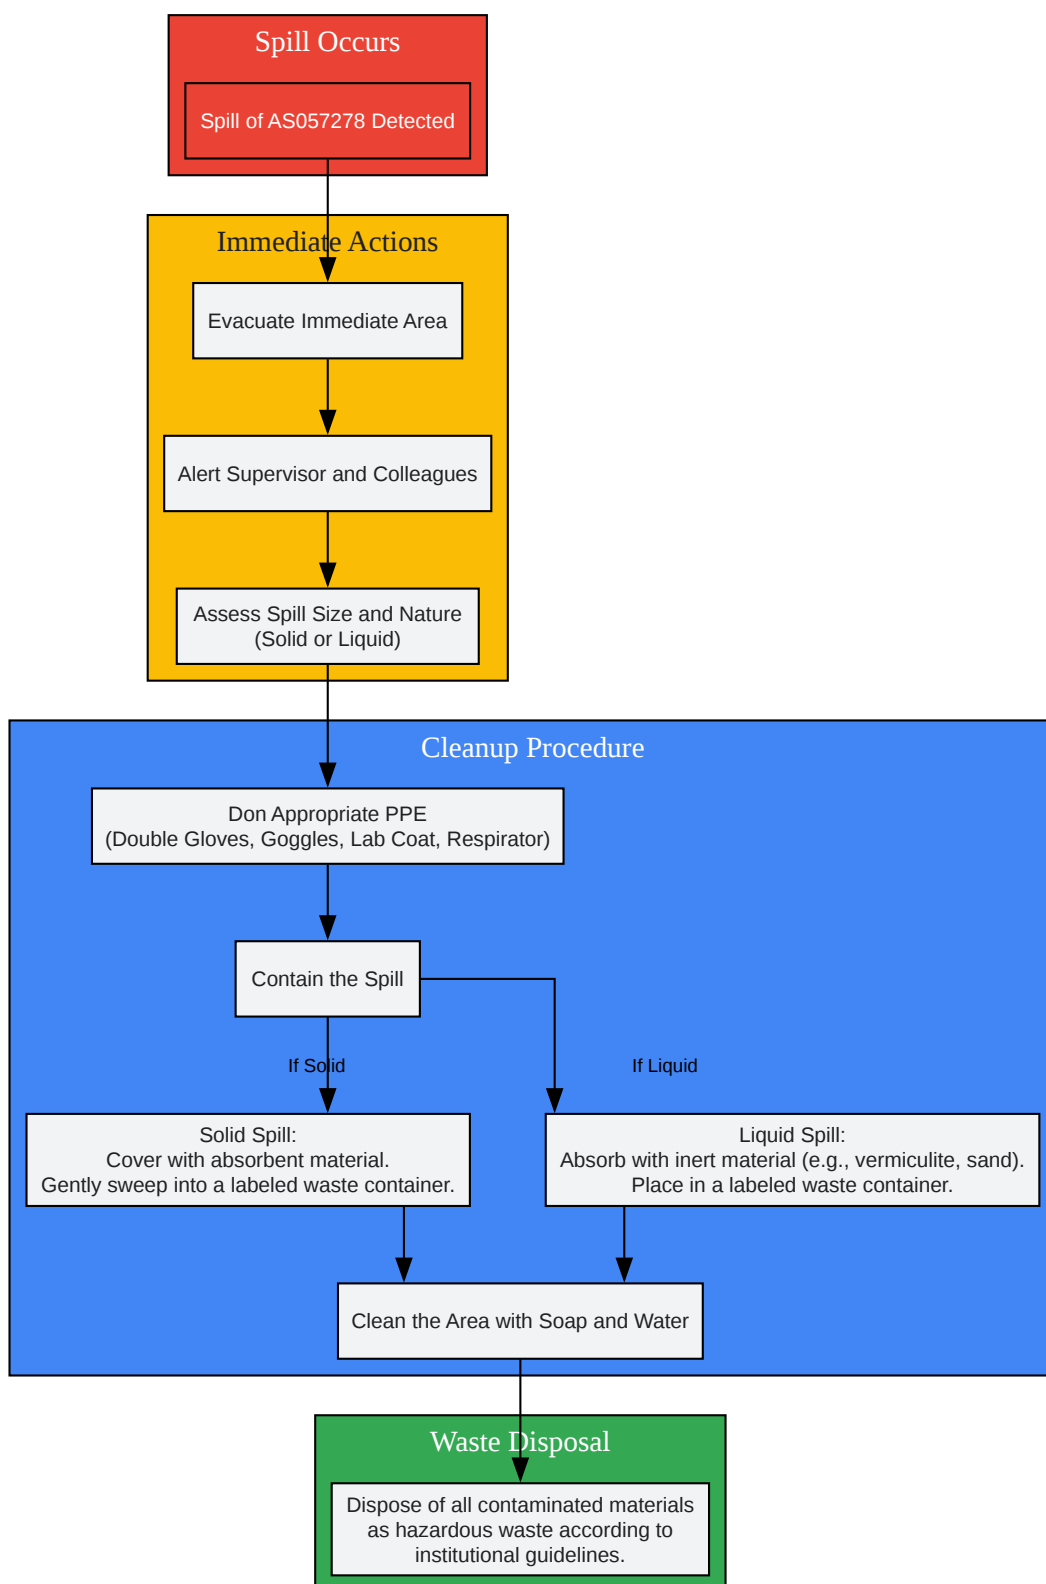 Spill Occurs
Spill of AS057278 Detected
Immediate Actions
Evacuate Immediate Area
Alert Supervisor and Colleagues
Assess Spill Size and Nature
(Solid or Liquid)
Cleanup Procedure
Don Appropriate PPE
(Double Gloves, Goggles, Lab Coat, Respirator)
Contain the Spill
If Solid
If Liquid
Solid Spill:
Cover with absorbent material.
Gently sweep into a labeled waste container.
Liquid Spill:
Absorb with inert material (e.g., vermiculite, sand).
Place in a labeled waste container.
Clean the Area with Soap and Water
Waste Disposal
Dispose of all contaminated materials
as hazardous waste according to
institutional guidelines.